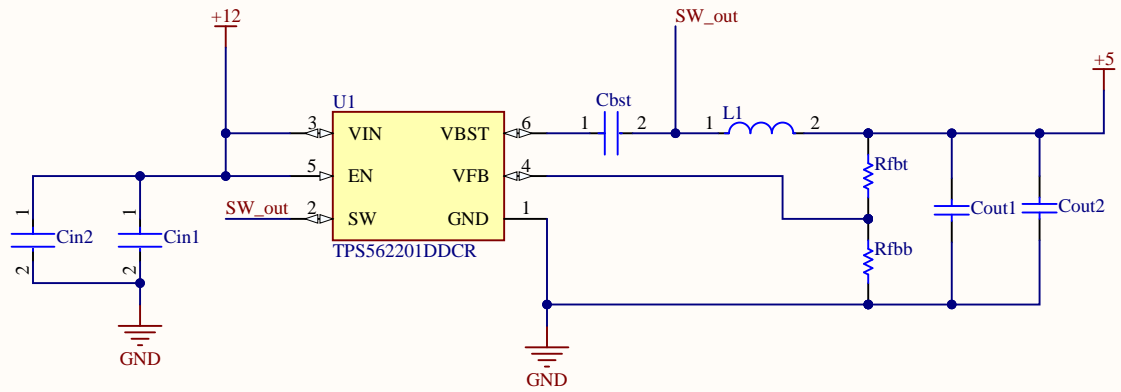 +12
SW_out
+5
U1
Cbst
L1
3 VIN
VBST 6
1 2
1 2
5 EN
VFB 4
Rfbt
SW_out 2 SW
GND 1
1
1
Cin2
Cin1
2
2
TPS562201DDCR
Cout1
Cout2
Rfbb
GND
GND